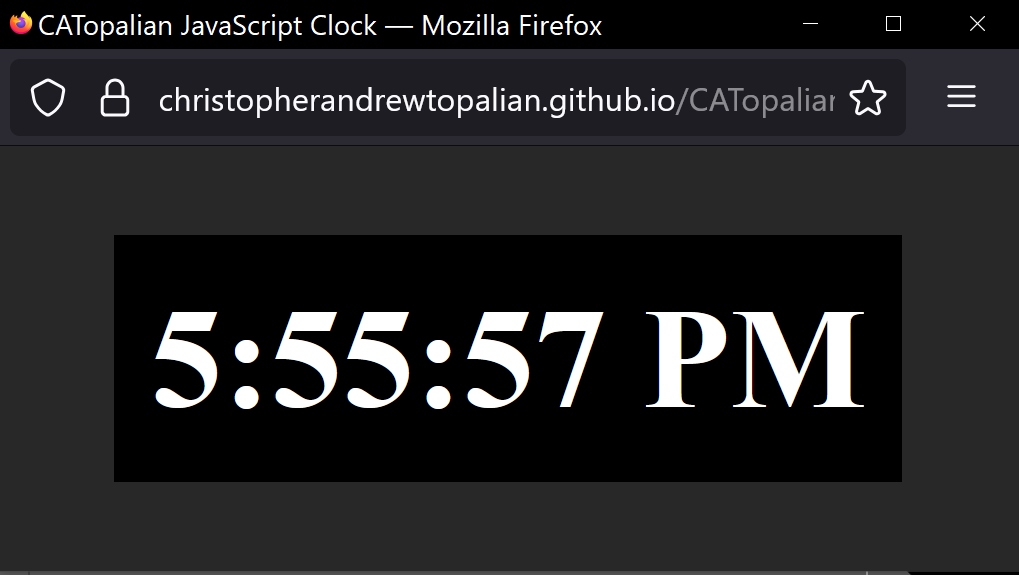 CATopalian JavaScript Clock — Mozilla Firefox
christopherandrewtopalian.github.io/CATopalian
5:55:57 PM